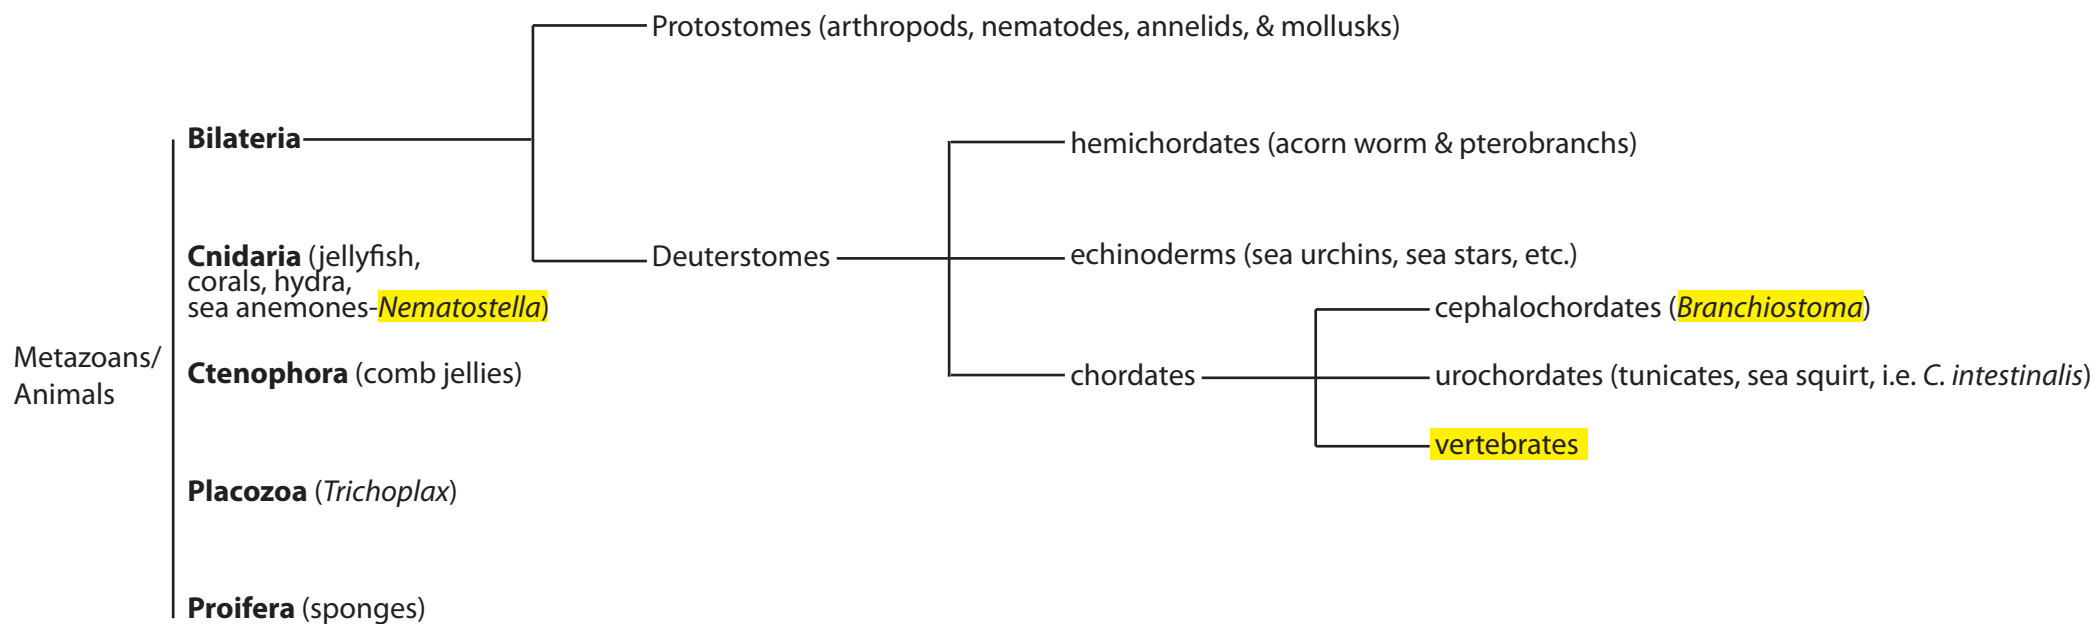 Protostomes (arthropods, nematodes, annelids, & mollusks)
Bilateria
hemichordates (acorn worm & pterobranchs)
Cnidaria (jellyfish,
corals, hydra,
sea anemones-Nematostella)
Deuterstomes
echinoderms (sea urchins, sea stars, etc.)
cephalochordates (Branchiostoma)
Metazoans/
Animals
Ctenophora (comb jellies)
chordates
urochordates (tunicates, sea squirt, i.e. C. intestinalis)
vertebrates
Placozoa (Trichoplax)
Proifera (sponges)